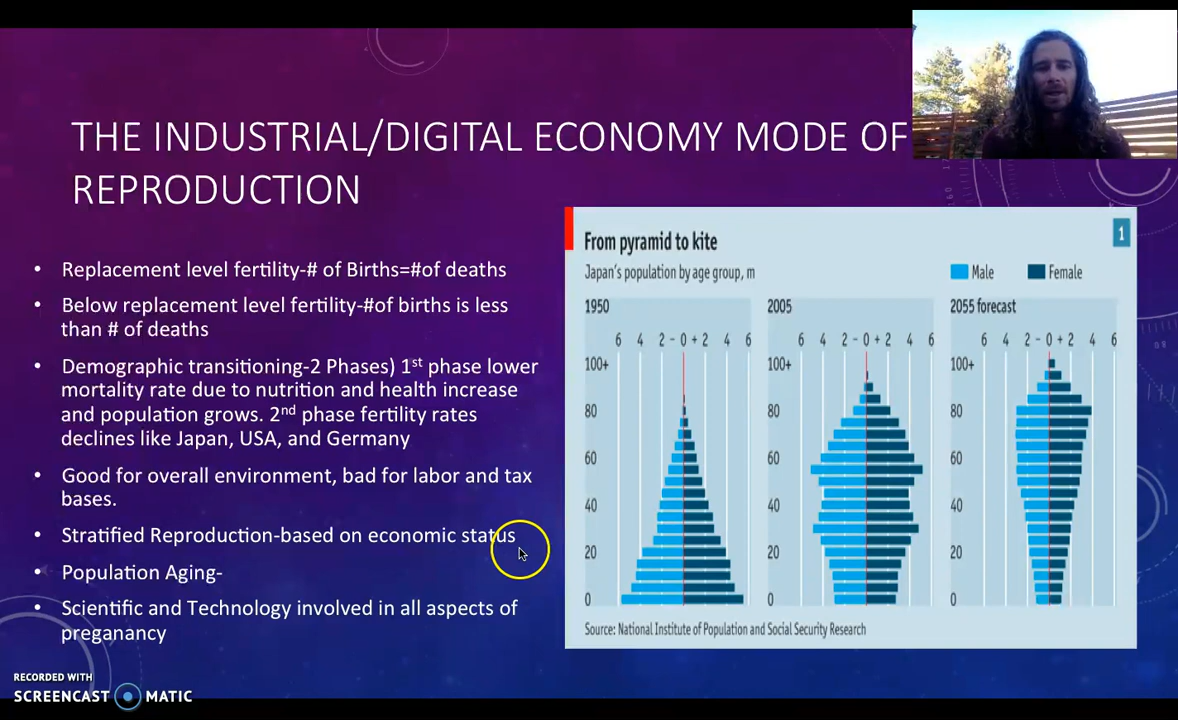 THE INDUSTRIAL/DIGITAL ECONOMY MODE OF
REPRODUCTION
• Replacement level fertility-# of Births=#of deaths
• Below replacement level fertility-#of births is less
than # of deaths
• Demographic transitioning-2 Phases) 1st phase lower
mortality rate due to nutrition and health increase
and population grows. 2nd phase fertility rates
declines like Japan, USA, and Germany
• Good for overall environment, bad for labor and tax
bases.
• Stratified Reproduction-based on economic status
• Population Aging-
• Scientific and Technology involved in all aspects of
preganancy
From pyramid to kite
1
Japan's population by age group, m
Male Female
1950
6 4 2 - 0 + 2 4 6
100+
80
60
40
20
0
2005
6 4 2 - 0 + 2 4 6
100+
80
60
40
20
0
2055 forecast
6 4 2 - 0 + 2 4 6
100+
80
60
40
20
0
Source: National Institute of Population and Social Security Research
RECORDED WITH
SCREENCAST MATIC